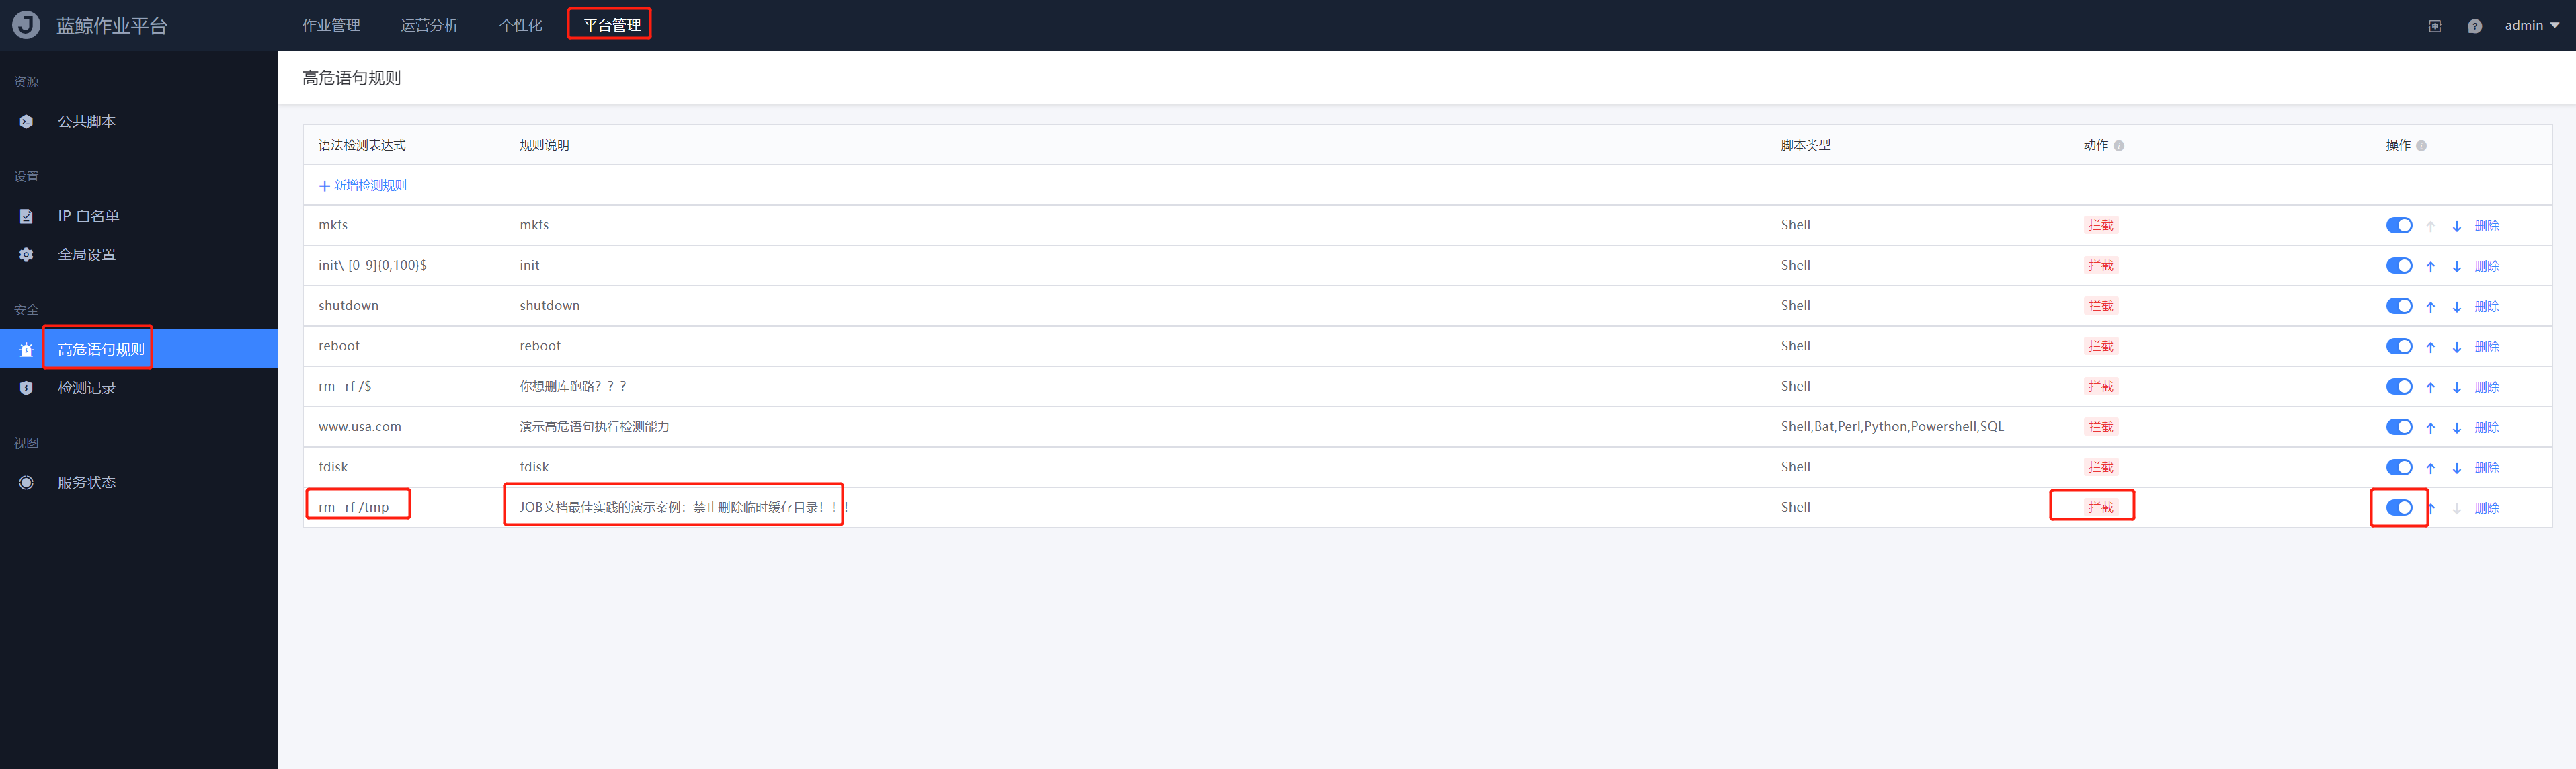 蓝鲸作业平台
作业管理 运营分析 个性化 平台管理
admin
资源
公共脚本
设置
IP 白名单
全局设置
安全
高危语句规则
检测记录
视图
服务状态
高危语句规则
语法检测表达式 规则说明 脚本类型 动作 操作
+ 新增检测规则
mkfs mkfs Shell 拦截 删除
init\ [0-9]{0,100}$ init Shell 拦截 删除
shutdown shutdown Shell 拦截 删除
reboot reboot Shell 拦截 删除
rm -rf /$ 你想删库跑路？？？ Shell 拦截 删除
www.usa.com 演示高危语句执行检测能力 Shell,Bat,Perl,Python,Powershell,SQL 拦截 删除
fdisk fdisk Shell 拦截 删除
rm -rf /tmp JOB文档最佳实践的演示案例：禁止删除临时缓存目录！！！ Shell 拦截 删除